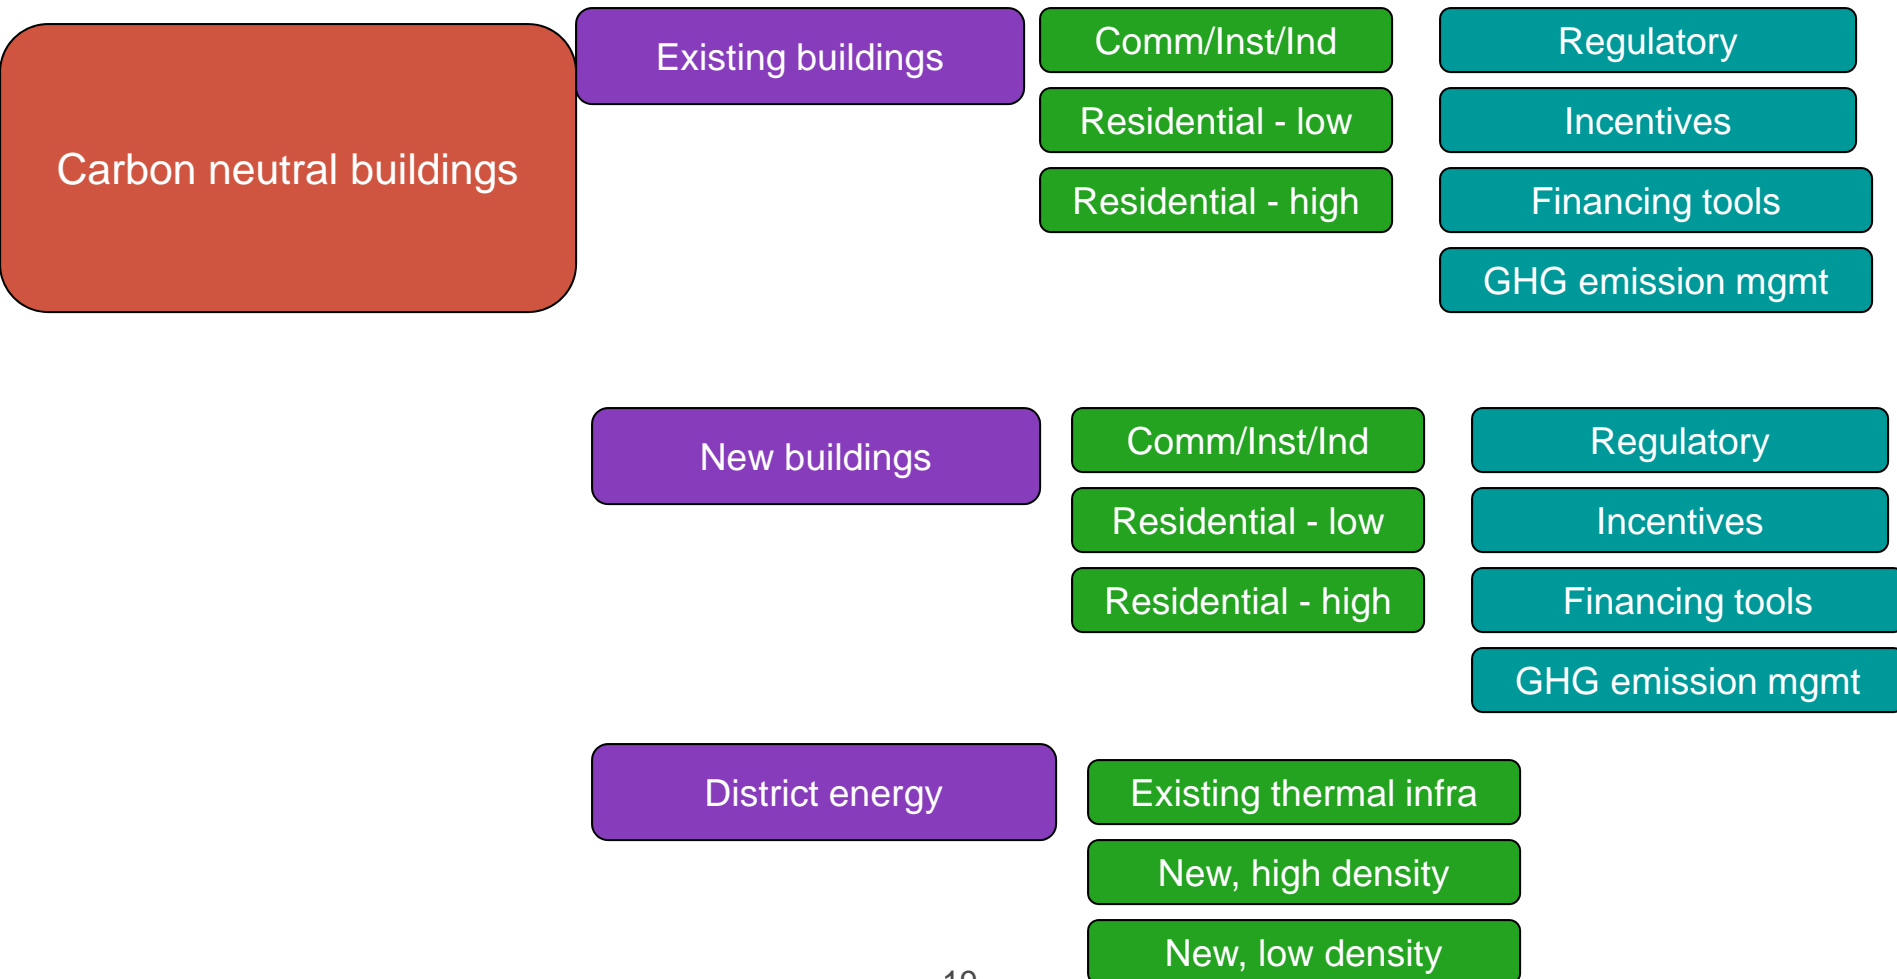 Carbon neutral buildings
Existing buildings
Comm/Inst/Ind
Residential - low
Residential - high
Regulatory
Incentives
Financing tools
GHG emission mgmt
New buildings
Comm/Inst/Ind
Residential - low
Residential - high
Regulatory
Incentives
Financing tools
GHG emission mgmt
District energy
Existing thermal infra
New, high density
New, low density